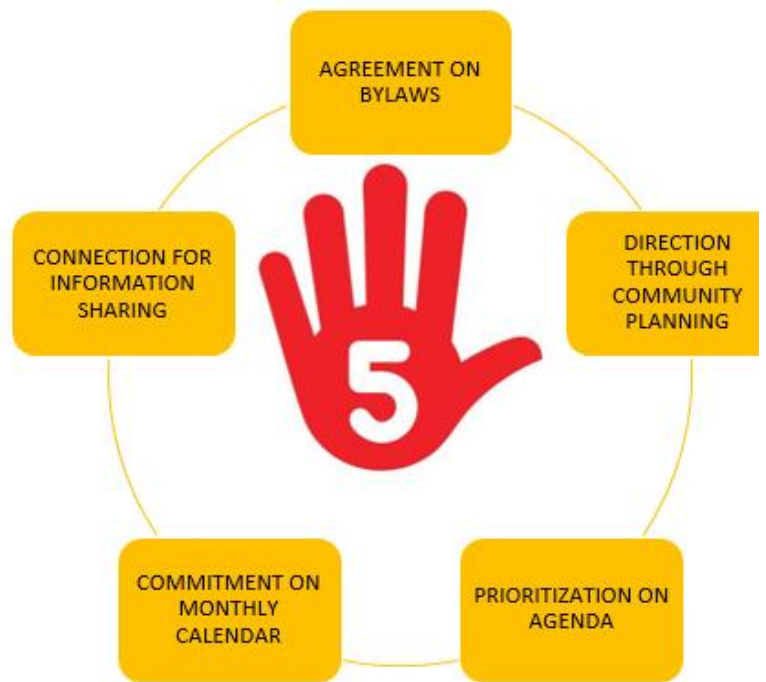 AGREEMENT ON
BYLAWS
DIRECTION
THROUGH
COMMUNITY
PLANNING
PRIORITIZATION ON
AGENDA
COMMITMENT ON
MONTHLY
CALENDAR
CONNECTION FOR
INFORMATION
SHARING
5